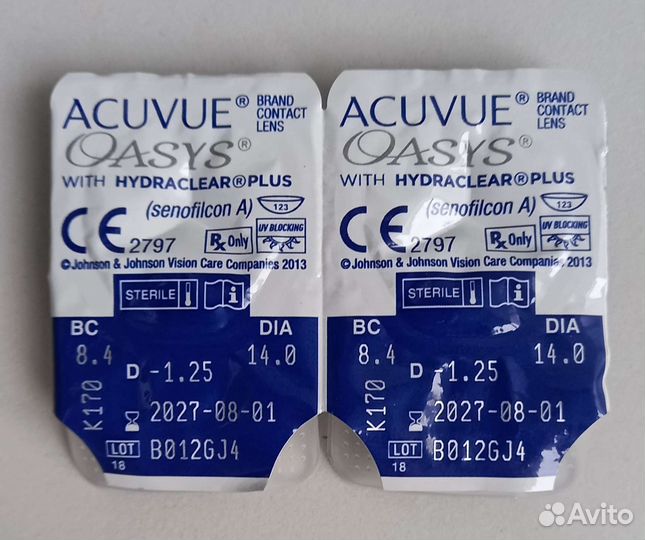 ACUVUE® BRAND CONTACT LENS
OASYS®
WITH HYDRACLEAR® PLUS
(senofilcon A) 123
CE 2797 Rx Only UV BLOCKING
©Johnson & Johnson Vision Care Companies 2013
STERILE i
BC DIA
8.4 14.0
D -1.25
K170
2027-08-01
LOT B012GJ4
18
ACUVUE® BRAND CONTACT LENS
OASYS®
WITH HYDRACLEAR® PLUS
(senofilcon A) 123
CE 2797 Rx Only UV BLOCKING
©Johnson & Johnson Vision Care Companies 2013
STERILE i
BC DIA
8.4 14.0
D -1.25
K170
2027-08-01
LOT B012GJ4
18
Avito